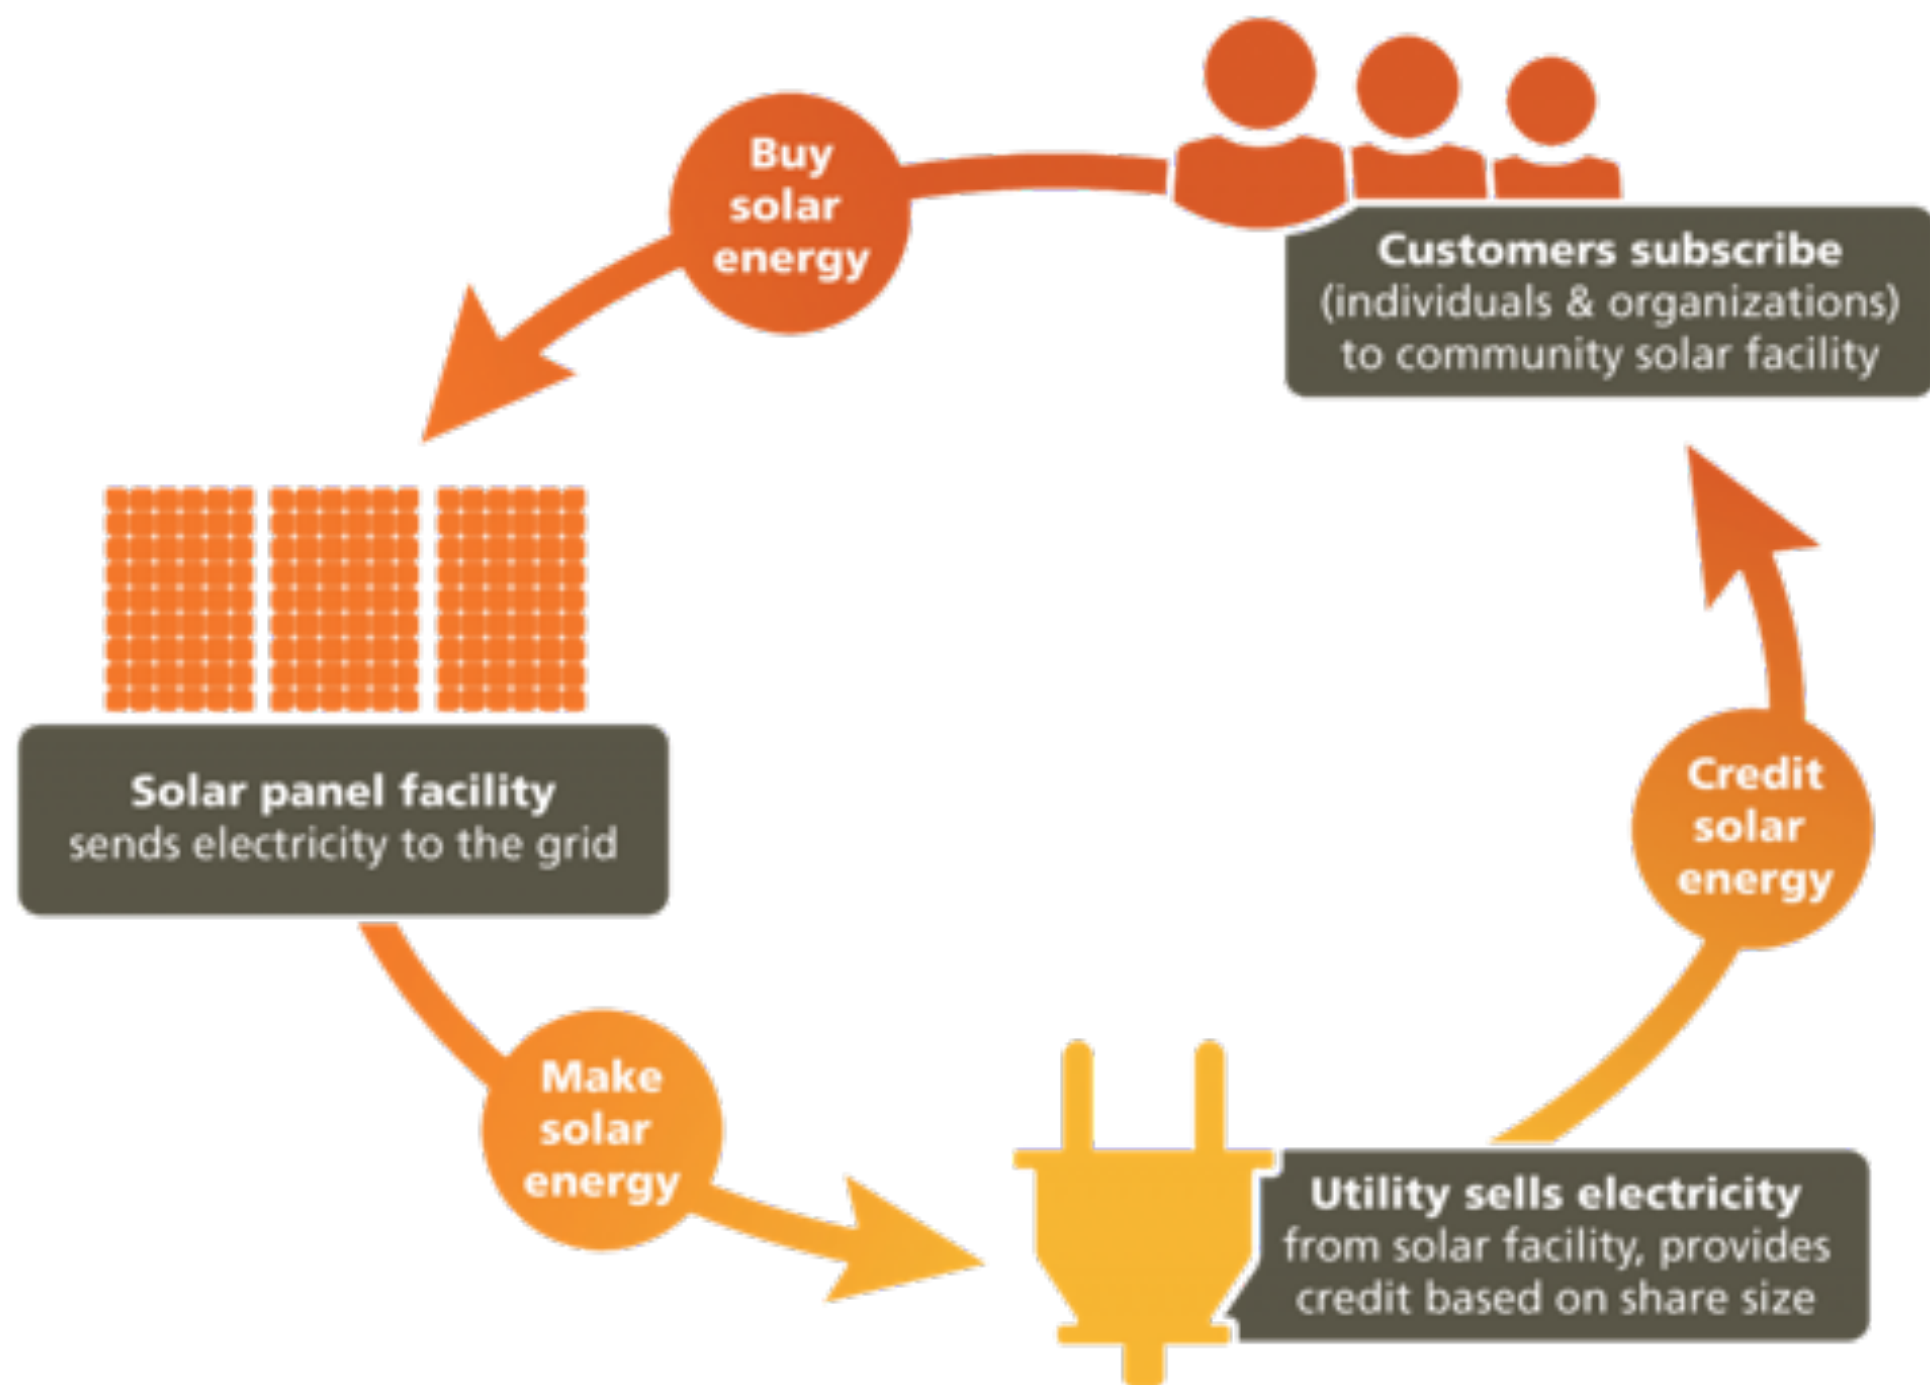 Buy
solar
energy
Customers subscribe
(individuals & organizations)
to community solar facility
Solar panel facility
sends electricity to the grid
Credit
solar
energy
Make
solar
energy
Utility sells electricity
from solar facility, provides
credit based on share size